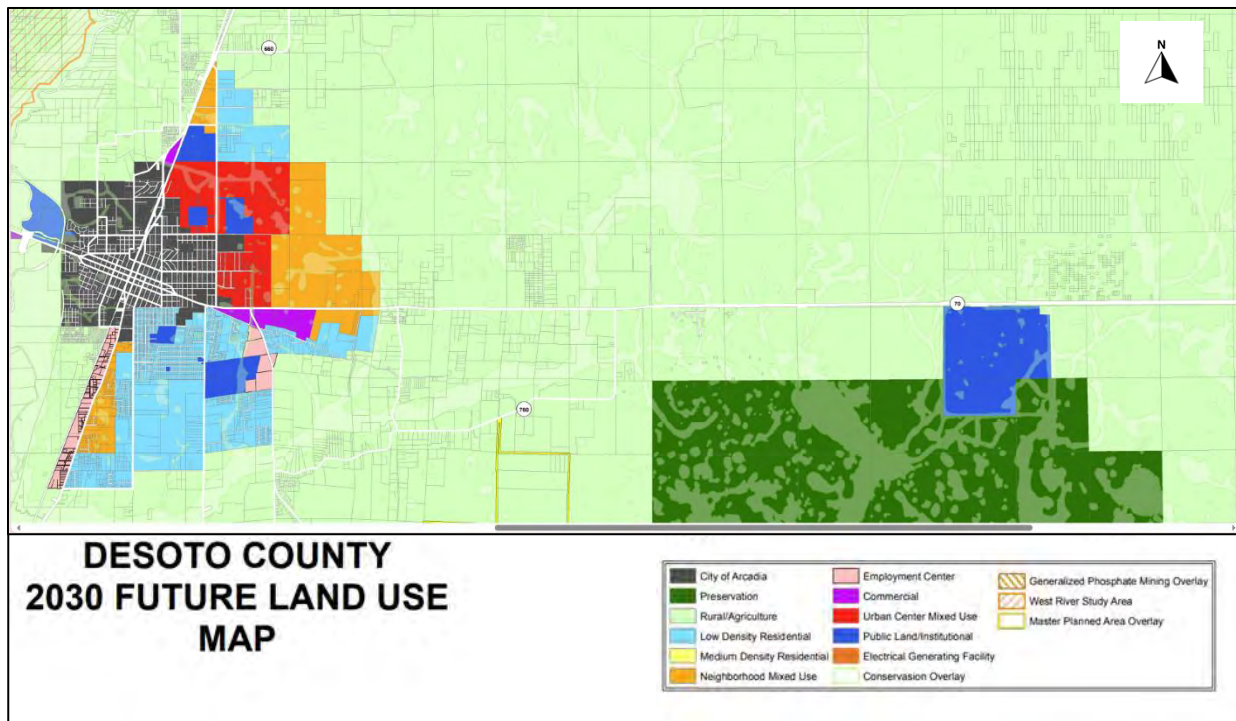 N
660
70
760
DESOTO COUNTY
2030 FUTURE LAND USE
MAP
City of Arcadia
Preservation
Rural/Agriculture
Low Density Residential
Medium Density Residential
Neighborhood Mixed Use
Employment Center
Commercial
Urban Center Mixed Use
Public Land/Institutional
Electrical Generating Facility
Conservasion Overlay
Generalized Phosphate Mining Overlay
West River Study Area
Master Planned Area Overlay